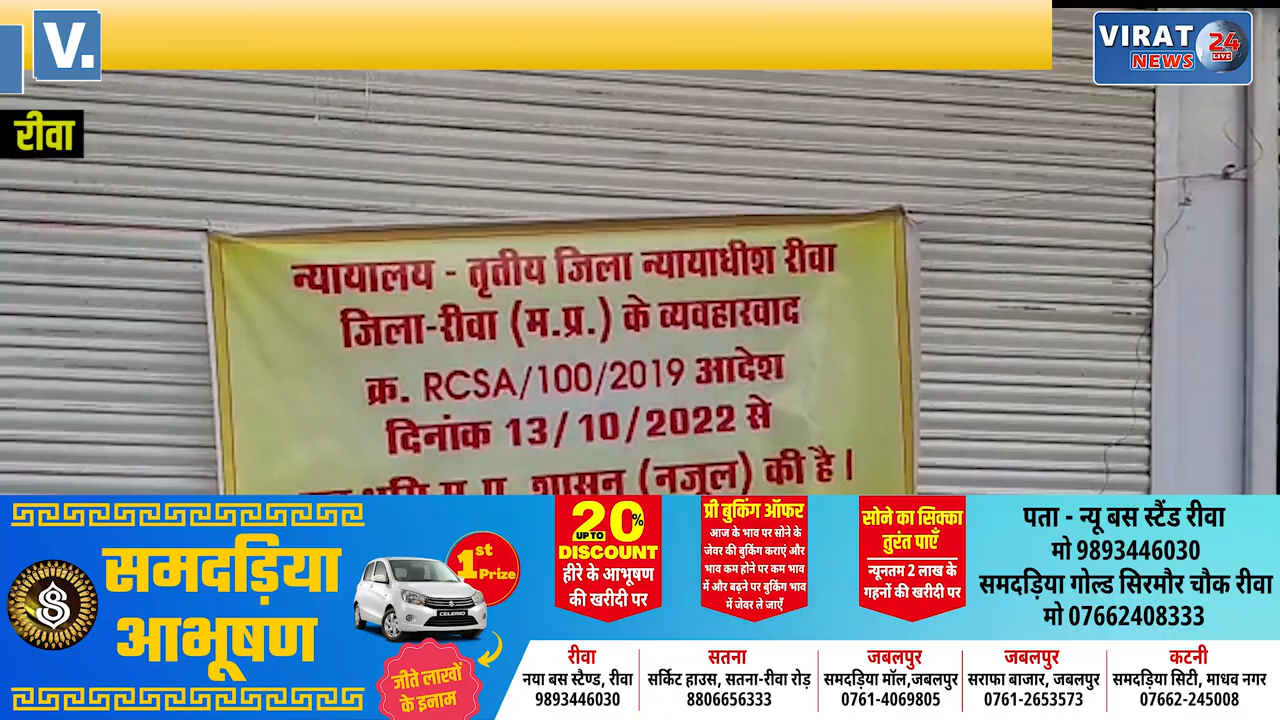 V.
VIRAT
24
LIVE
NEWS
रीवा
न्यायालय - तृतीय जिला न्यायाधीश रीवा
जिला-रीवा (म.प्र.) के व्यवहारवाद
क्र. RCSA/100/2019 आदेश
दिनांक 13/10/2022 से
शासन (नजूल) की है।
समदड़िया
आभूषण
S
1st
Prize
CELERIO
जीते लाखों
के इनाम
20%
UP TO
DISCOUNT
हीरे के आभूषण
की खरीदी पर
प्री बुकिंग ऑफर
आज के भाव पर सोने के
जेवर की बुकिंग कराएं और
भाव कम होने पर कम भाव
में और बढ़ने पर बुकिंग भाव
में जेवर ले जाएँ
सोने का सिक्का
तुरंत पाएँ
न्यूनतम 2 लाख के
गहनों की खरीदी पर
पता - न्यू बस स्टैंड रीवा
मो 9893446030
समदड़िया गोल्ड सिरमौर चौक रीवा
मो 07662408333
रीवा
नया बस स्टैण्ड, रीवा
9893446030
सतना
सर्किट हाउस, सतना-रीवा रोड़
8806656333
जबलपुर
समदड़िया मॉल,जबलपुर
0761-4069805
जबलपुर
सराफा बाजार, जबलपुर
0761-2653573
कटनी
समदड़िया सिटी, माधव नगर
07662-245008